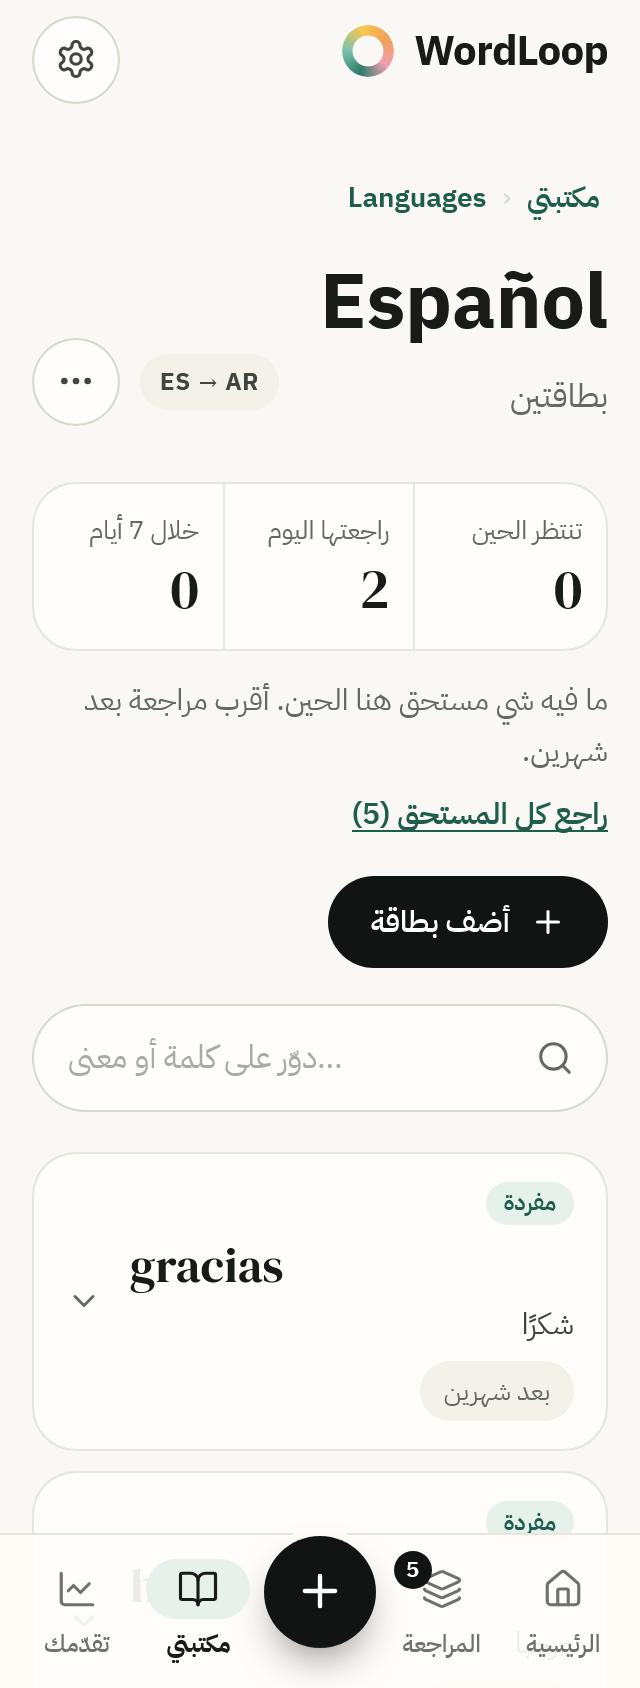 WordLoop
مكتبتي › Languages
Español
بطاقتين
ES → AR
تنتظر الحين
0
راجعتها اليوم
2
خلال 7 أيام
0
ما فيه شي مستحق هنا الحين. أقرب مراجعة بعد
شهرين.
راجع كل المستحق (5)
أضف بطاقة
دوّر على كلمة أو معنى...
مفردة
gracias
شكرًا
بعد شهرين
مفردة
الرئيسية
5
المراجعة
مكتبتي
تقدّمك